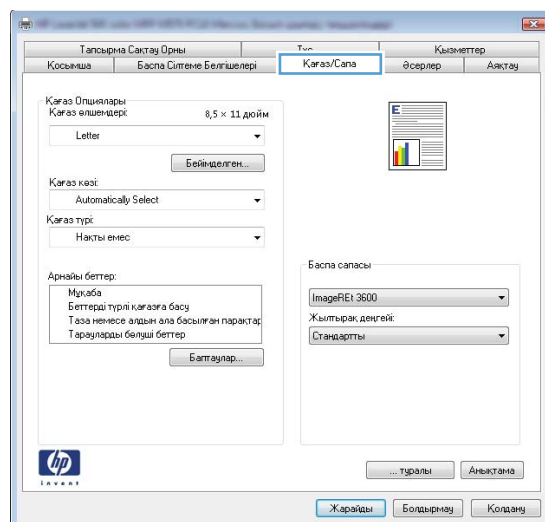 Тапсырма Сақтау Орны
Түс
Қызметтер
Қосымша
Баспа Сілтеме Белгішелері
Қағаз/Сапа
Әсерлер
Аяқтау
Қағаз Опциялары
Қағаз өлшемдері:
8,5 × 11 дюйм
Letter
Бейімделген...
Қағаз көзі:
Automatically Select
Қағаз түрі:
Нақты емес
Арнайы беттер:
Мұқаба
Беттерді түрлі қағазға басу
Таза немесе алдын ала басылған парақтар
Тарауларды бөлуші беттер
Баптаулар...
E
Баспа сапасы
ImageREt 3600
Жылтырақ деңгейі:
Стандартты
hp
invent
... туралы
Анықтама
Жарайды
Болдырмау
Қолдану